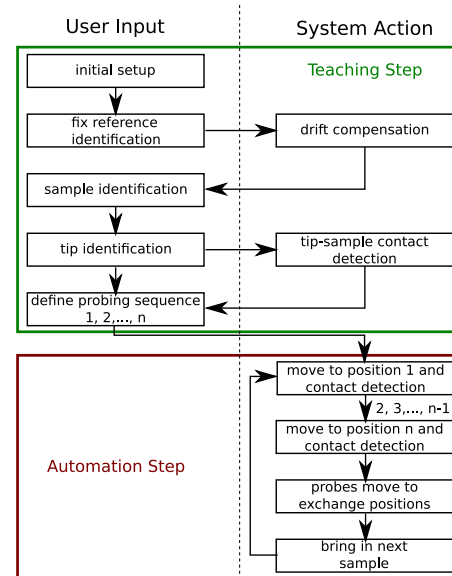 User Input
System Action
Teaching Step
initial setup
fix reference
identification
drift compensation
sample identification
tip identification
tip-sample contact
detection
define probing sequence
1, 2,..., n
move to position 1 and
contact detection
2, 3,..., n-1
move to position n and
contact detection
Automation Step
probes move to
exchange positions
bring in next
sample